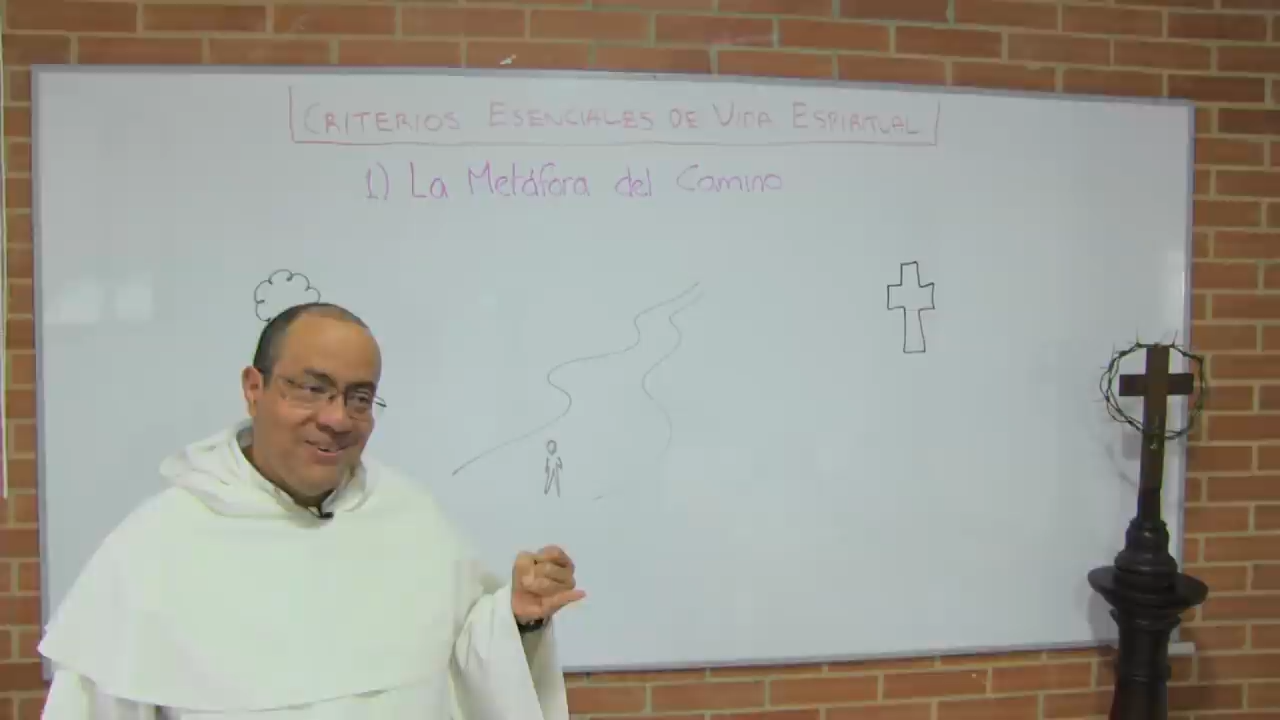 CRITERIOS ESENCIALES DE VIDA ESPIRITUAL
1) La Metáfora del Camino